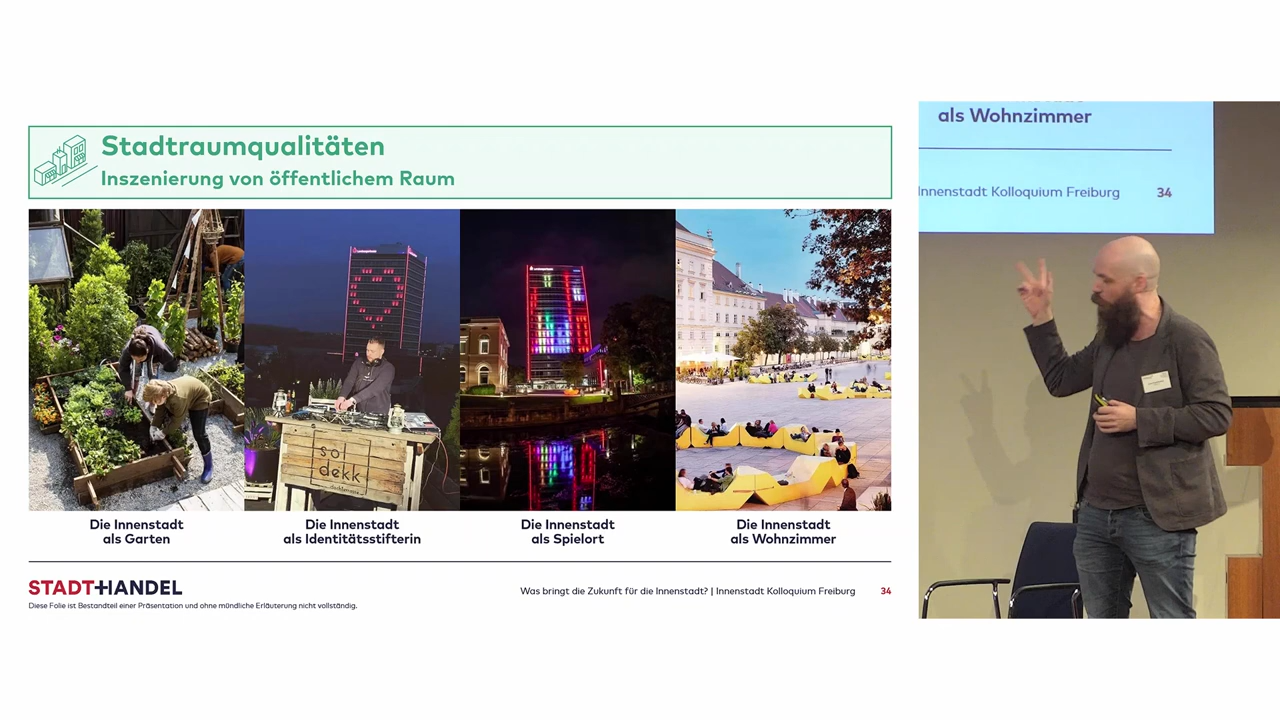 Stadtraumqualitäten
Inszenierung von öffentlichem Raum
so
dekk
Die Innenstadt
als Garten
Die Innenstadt
als Identitätsstifterin
Die Innenstadt
als Spielort
Die Innenstadt
als Wohnzimmer
STADT+HANDEL
Diese Folie ist Bestandteil einer Präsentation und ohne mündliche Erläuterung nicht vollständig.
Was bringt die Zukunft für die Innenstadt? | Innenstadt Kolloquium Freiburg
34
als Wohnzimmer
Innenstadt Kolloquium Freiburg
34